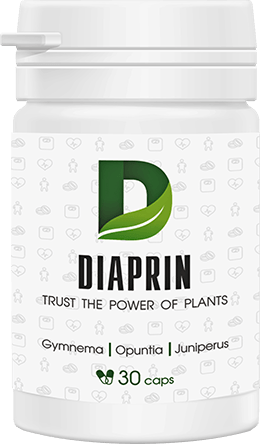 D
DIAPRIN
TRUST THE POWER OF PLANTS
Gymnema | Opuntia | Juniperus
30 caps